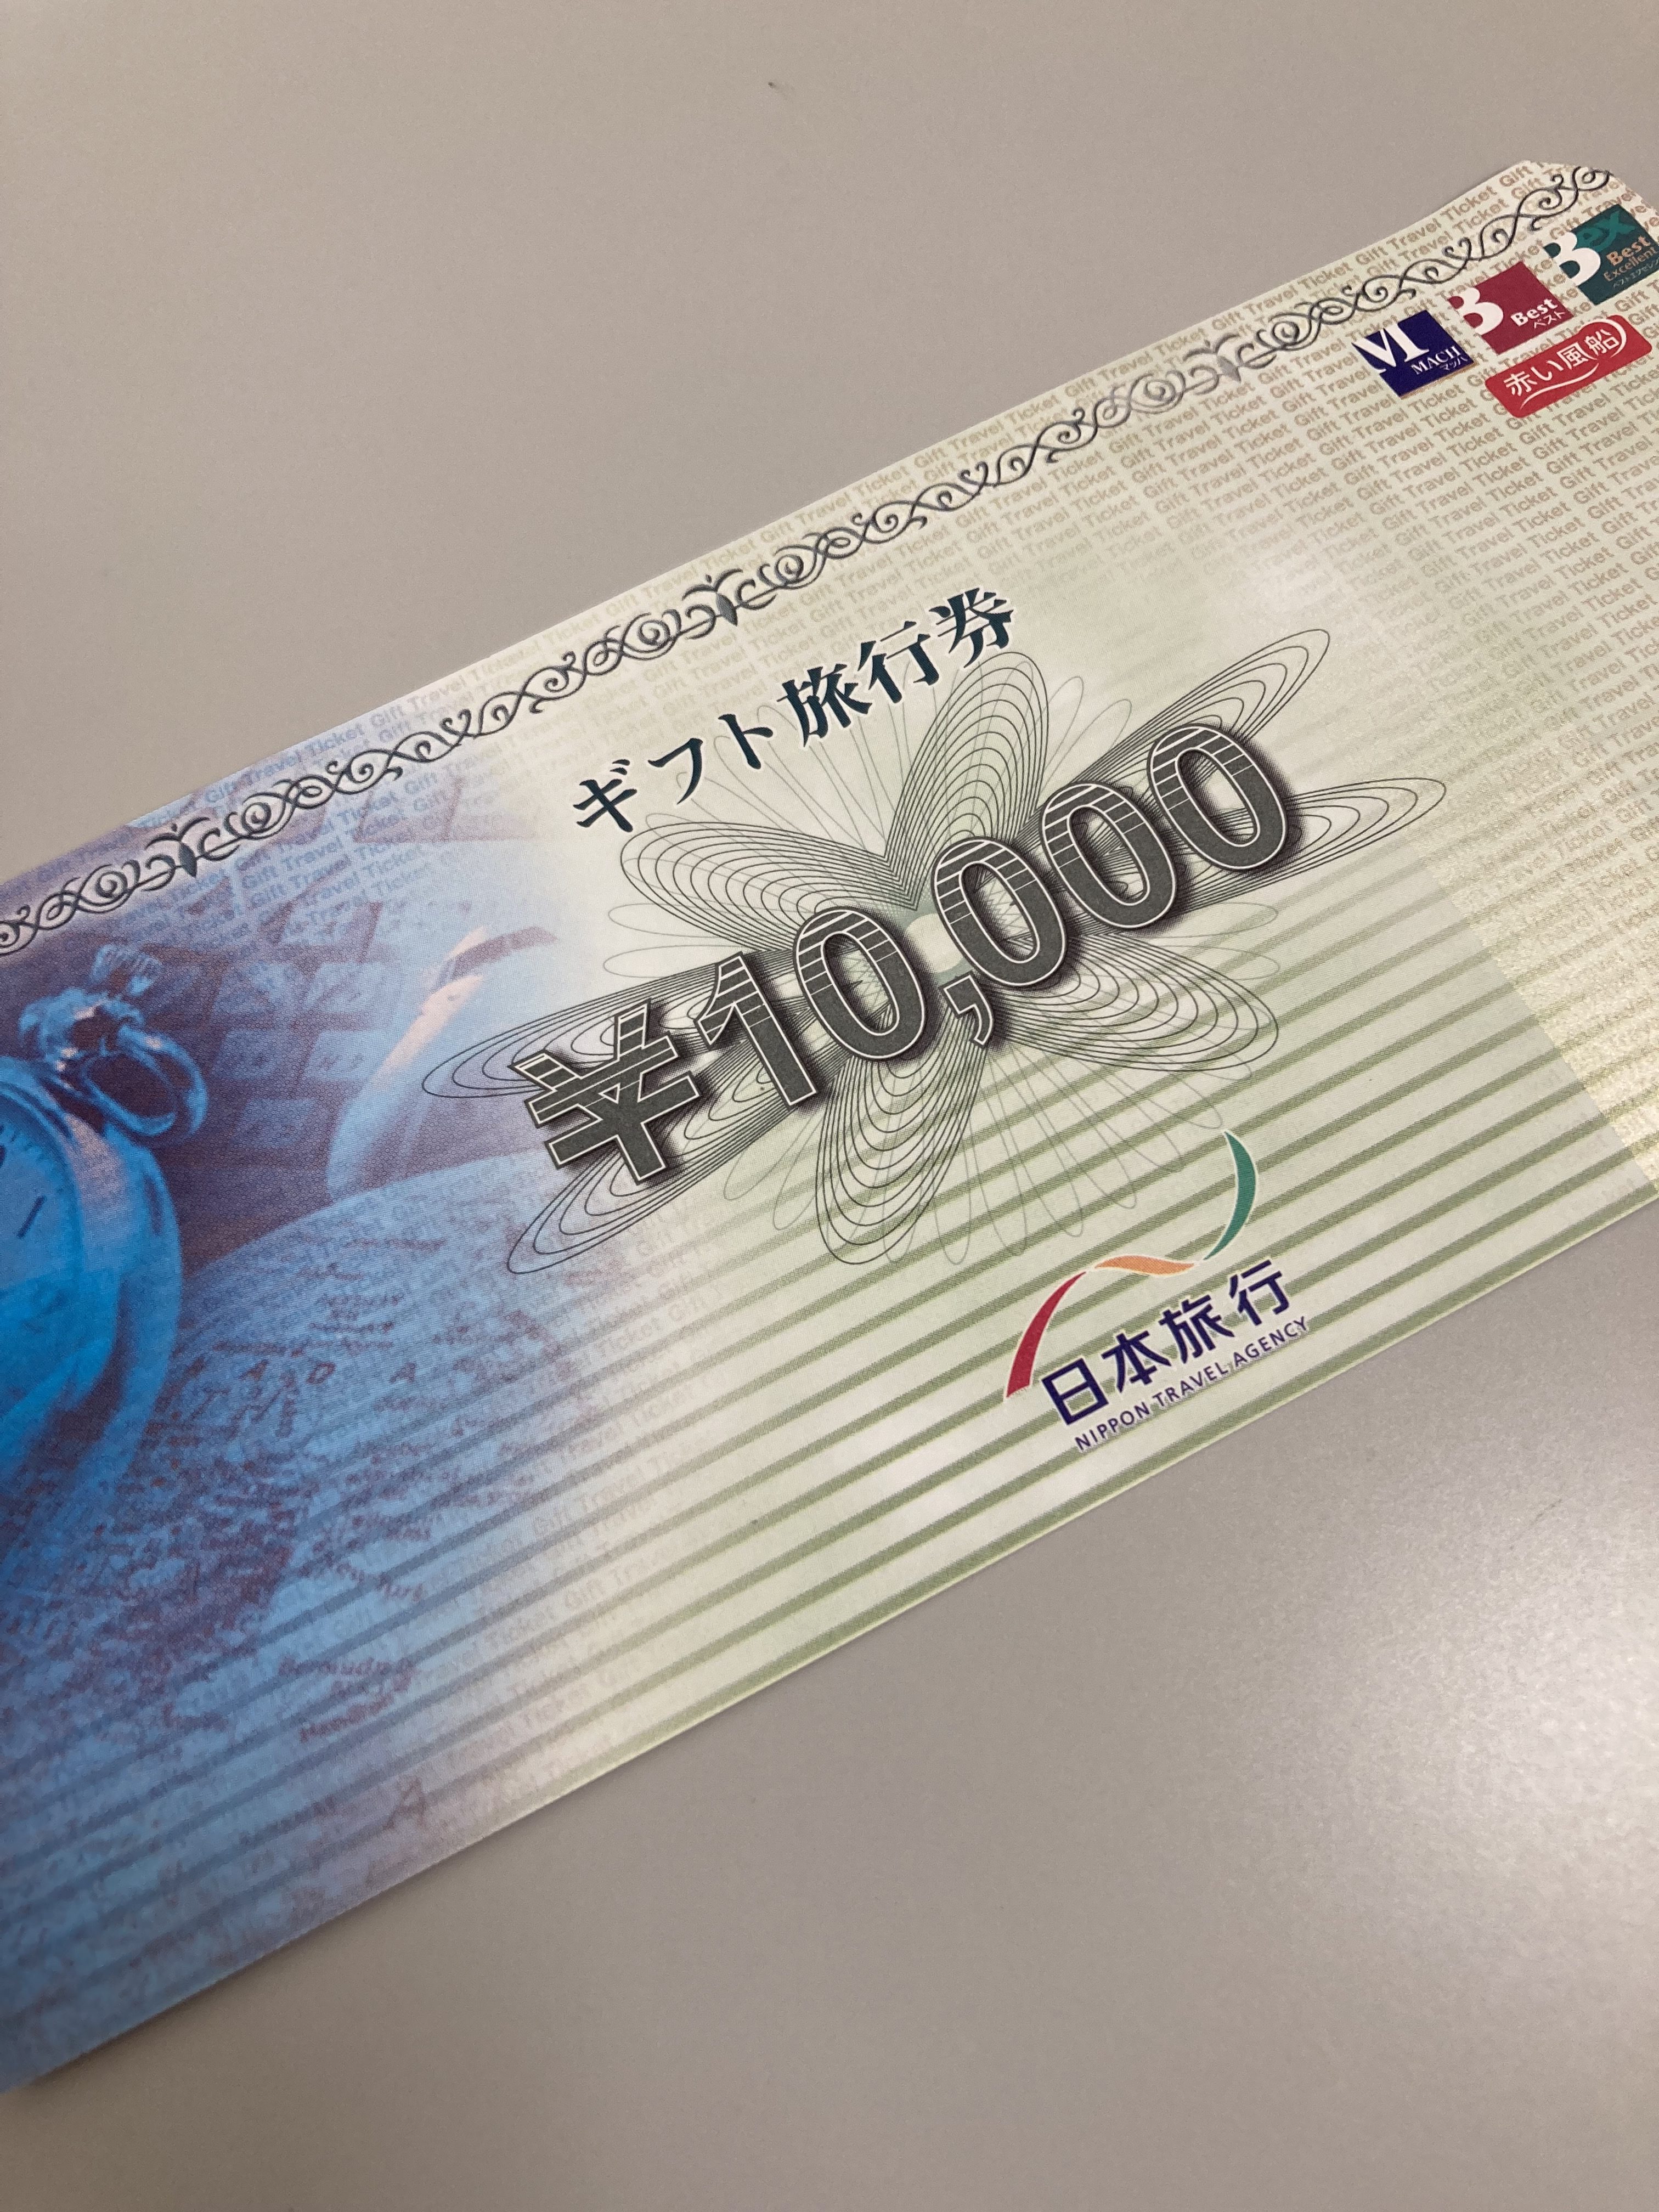 Bex
Best
Excellent
B
Best
ベスト
MACH
マッハ
赤い風船
Gift Travel Ticket
ギフト旅行券
¥10,000
日本旅行
NIPPON TRAVEL AGENCY